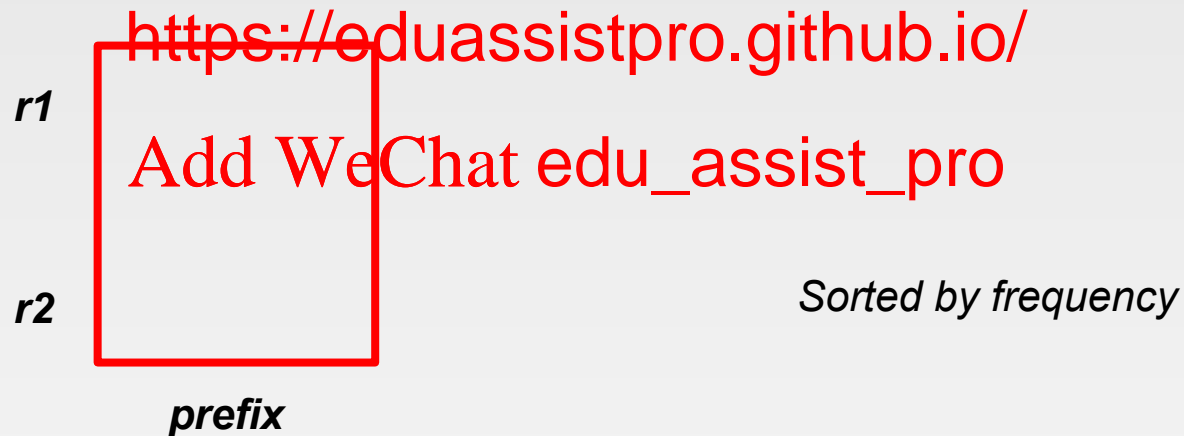 https://eduassistpro.github.io/
r1
Add WeChat edu_assist_pro
r2
Sorted by frequency
prefix